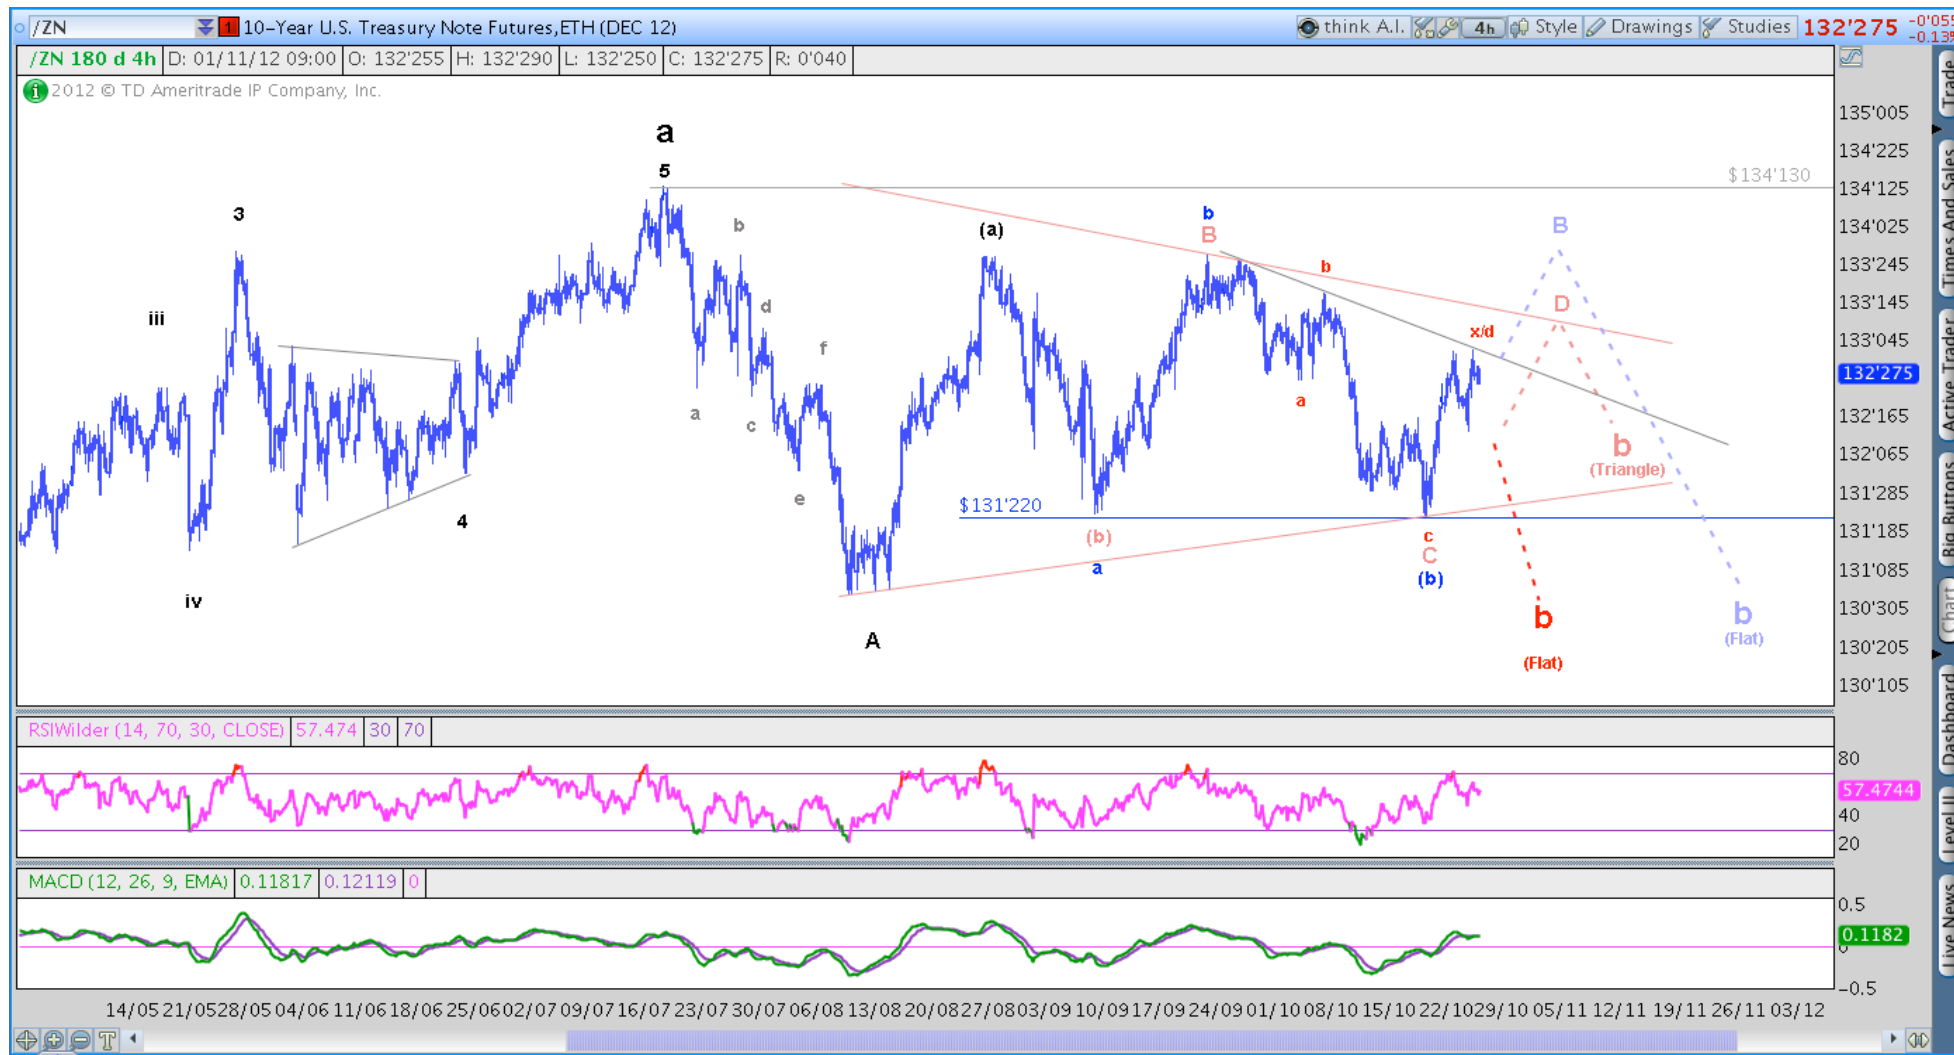 /ZN 1 10-Year U.S. Treasury Note Futures,ETH (DEC 12) think A.I. 4h Style Drawings Studies 132'275 -0'055
-0.13%
/ZN 180 d 4h D: 01/11/12 09:00 O: 132'255 H: 132'290 L: 132'250 C: 132'275 R: 0'040
i 2012 © TD Ameritrade IP Company, Inc.
135'005
a
134'225
5
$134'130
134'125
3
b
(a)
b
B
B
134'025
133'245
b
iii
d
D
133'145
x/d
133'045
f
132'275
a
a
c
132'165
b
(Triangle)
132'065
e
131'285
$131'220
4
131'185
(b)
a
c
C
(b)
131'085
iv
A
b
(Flat)
b
(Flat)
130'305
130'205
130'105
RSIWilder (14, 70, 30, CLOSE) 57.474 30 70
80
57.4744
40
20
MACD (12, 26, 9, EMA) 0.11817 0.12119 0
0.5
0.1182
0
-0.5
14/05 21/05 28/05 04/06 11/06 18/06 25/06 02/07 09/07 16/07 23/07 30/07 06/08 13/08 20/08 27/08 03/09 10/09 17/09 24/09 01/10 08/10 15/10 22/10 29/10 05/11 12/11 19/11 26/11 03/12
T
Trade
Times And Sales
Active Trader
Big Buttons
Chart
Dashboard
Level II
Live News